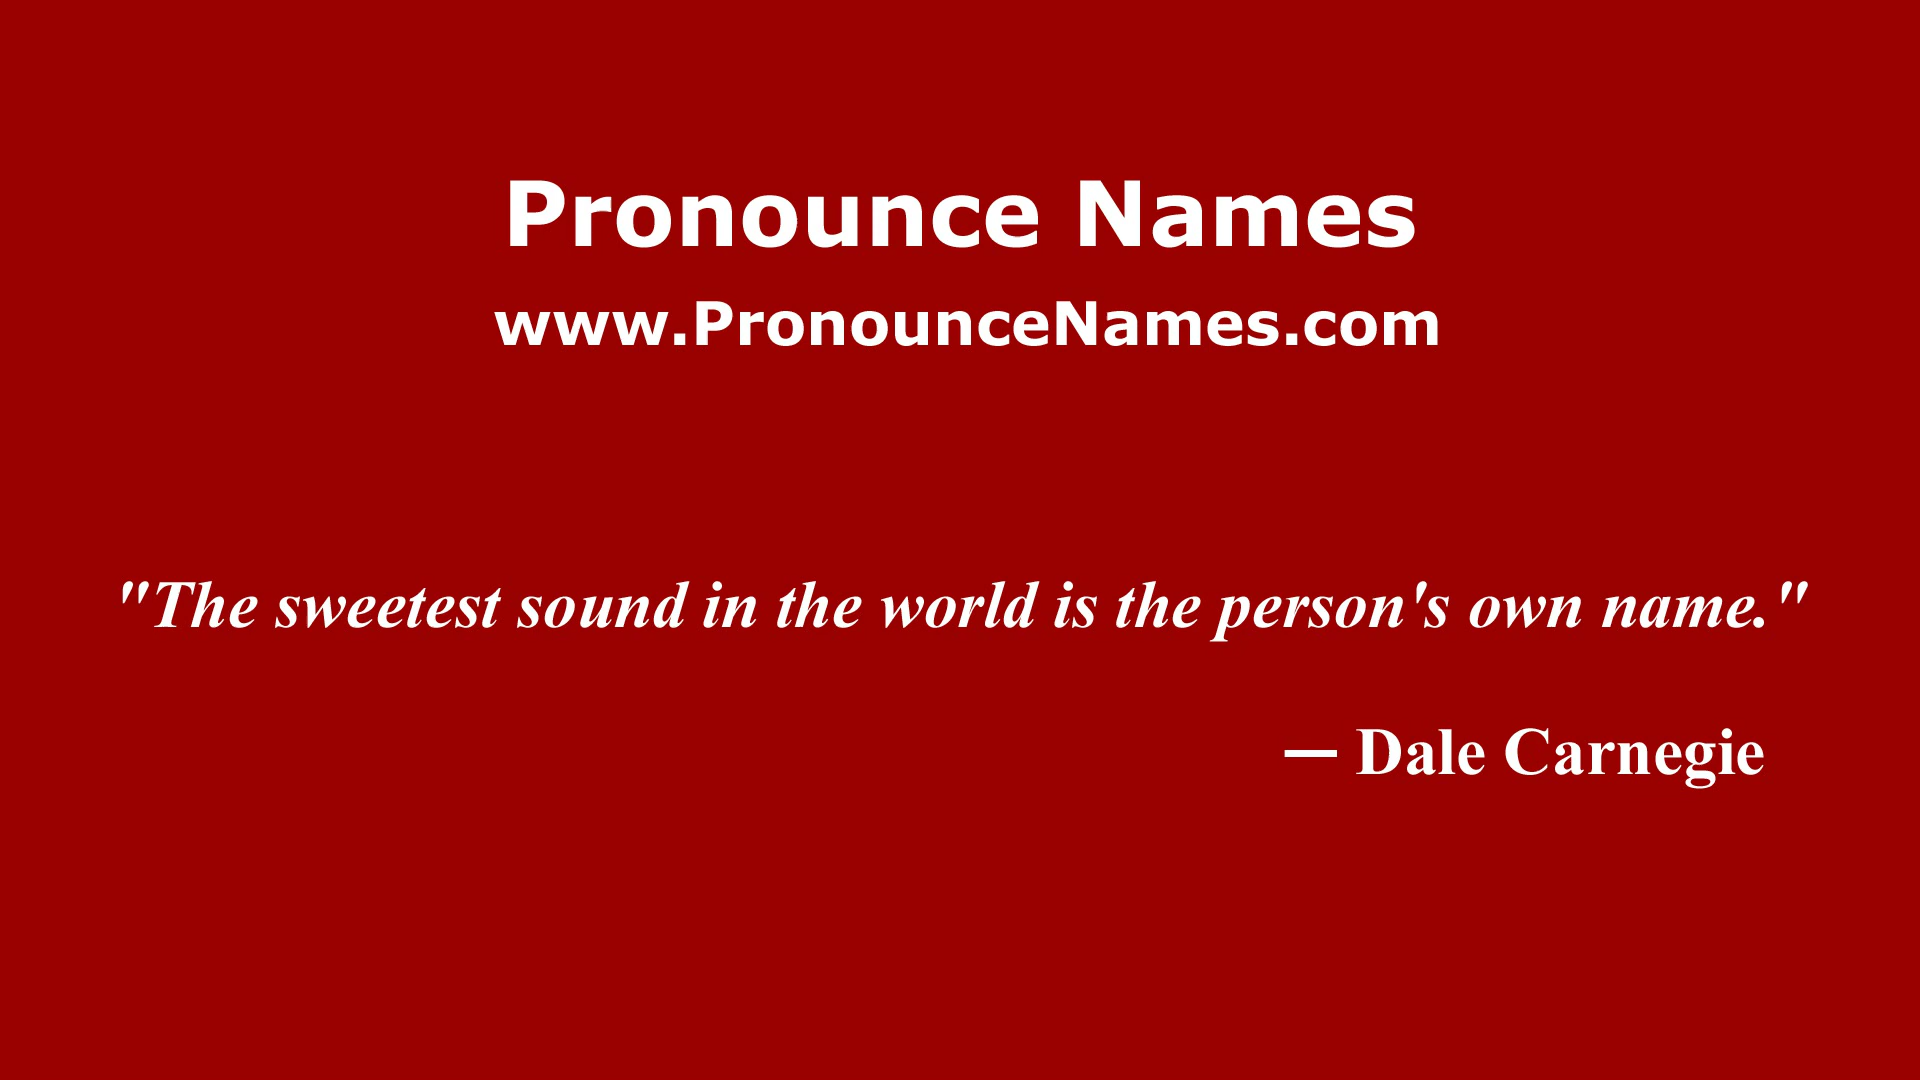 Pronounce Names
www.PronounceNames.com
"The sweetest sound in the world is the person's own name."
— Dale Carnegie